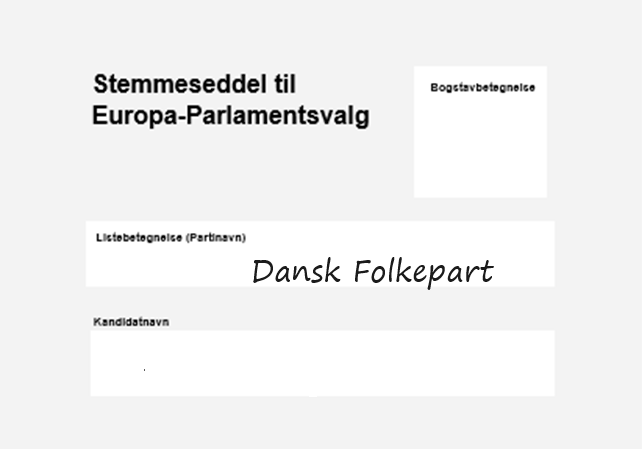 Stemmeseddel til
Europa-Parlamentsvalg
Bogstavbetegnelse
Listebetegnelse (Partinavn)
Dansk Folkepart
Kandidatnavn